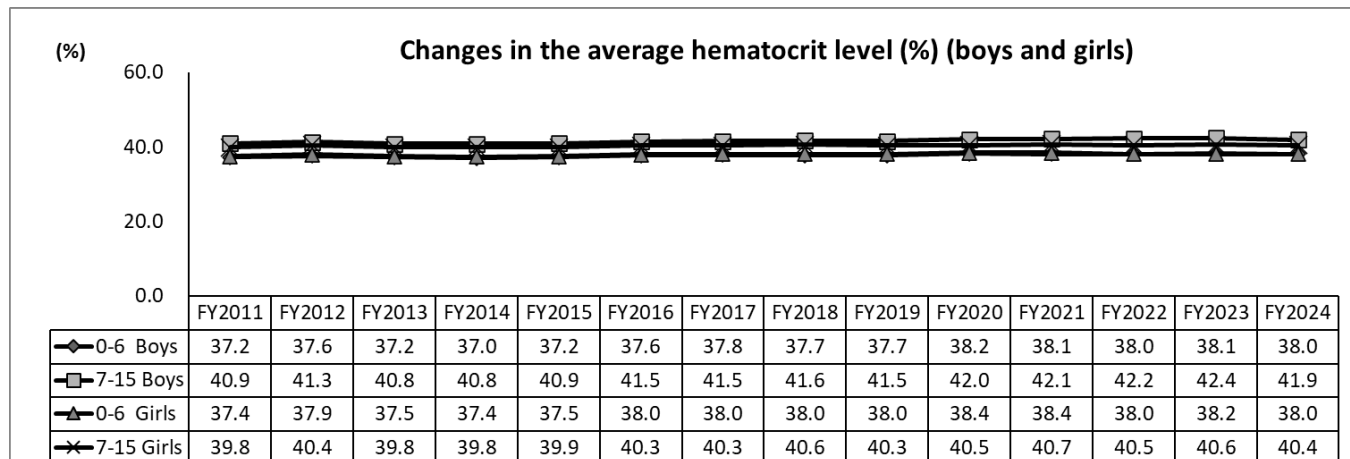 (%)
Changes in the average hematocrit level (%) (boys and girls)
60.0
40.0
20.0
0.0
FY2011 FY2012 FY2013 FY2014 FY2015 FY2016 FY2017 FY2018 FY2019 FY2020 FY2021 FY2022 FY2023 FY2024
0-6 Boys 37.2 37.6 37.2 37.0 37.2 37.6 37.8 37.7 37.7 38.2 38.1 38.0 38.1 38.0
7-15 Boys 40.9 41.3 40.8 40.8 40.9 41.5 41.5 41.6 41.5 42.0 42.1 42.2 42.4 41.9
0-6 Girls 37.4 37.9 37.5 37.4 37.5 38.0 38.0 38.0 38.0 38.4 38.4 38.0 38.2 38.0
7-15 Girls 39.8 40.4 39.8 39.8 39.9 40.3 40.3 40.6 40.3 40.5 40.7 40.5 40.6 40.4